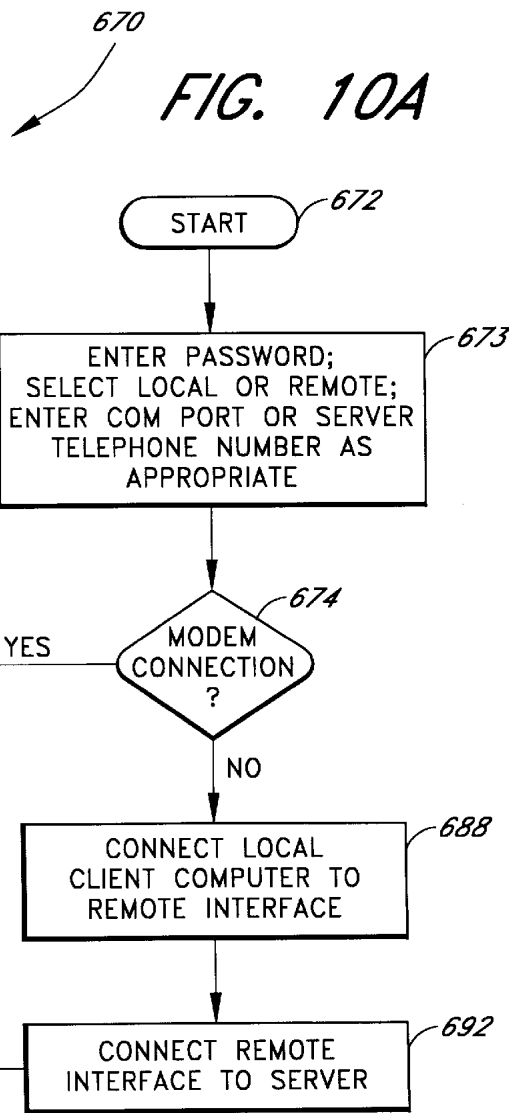 670
FIG. 10A
START
672
ENTER PASSWORD;
SELECT LOCAL OR REMOTE;
ENTER COM PORT OR SERVER
TELEPHONE NUMBER AS
APPROPRIATE
673
MODEM
CONNECTION
?
674
YES
NO
CONNECT LOCAL
CLIENT COMPUTER TO
REMOTE INTERFACE
688
CONNECT REMOTE
INTERFACE TO SERVER
692